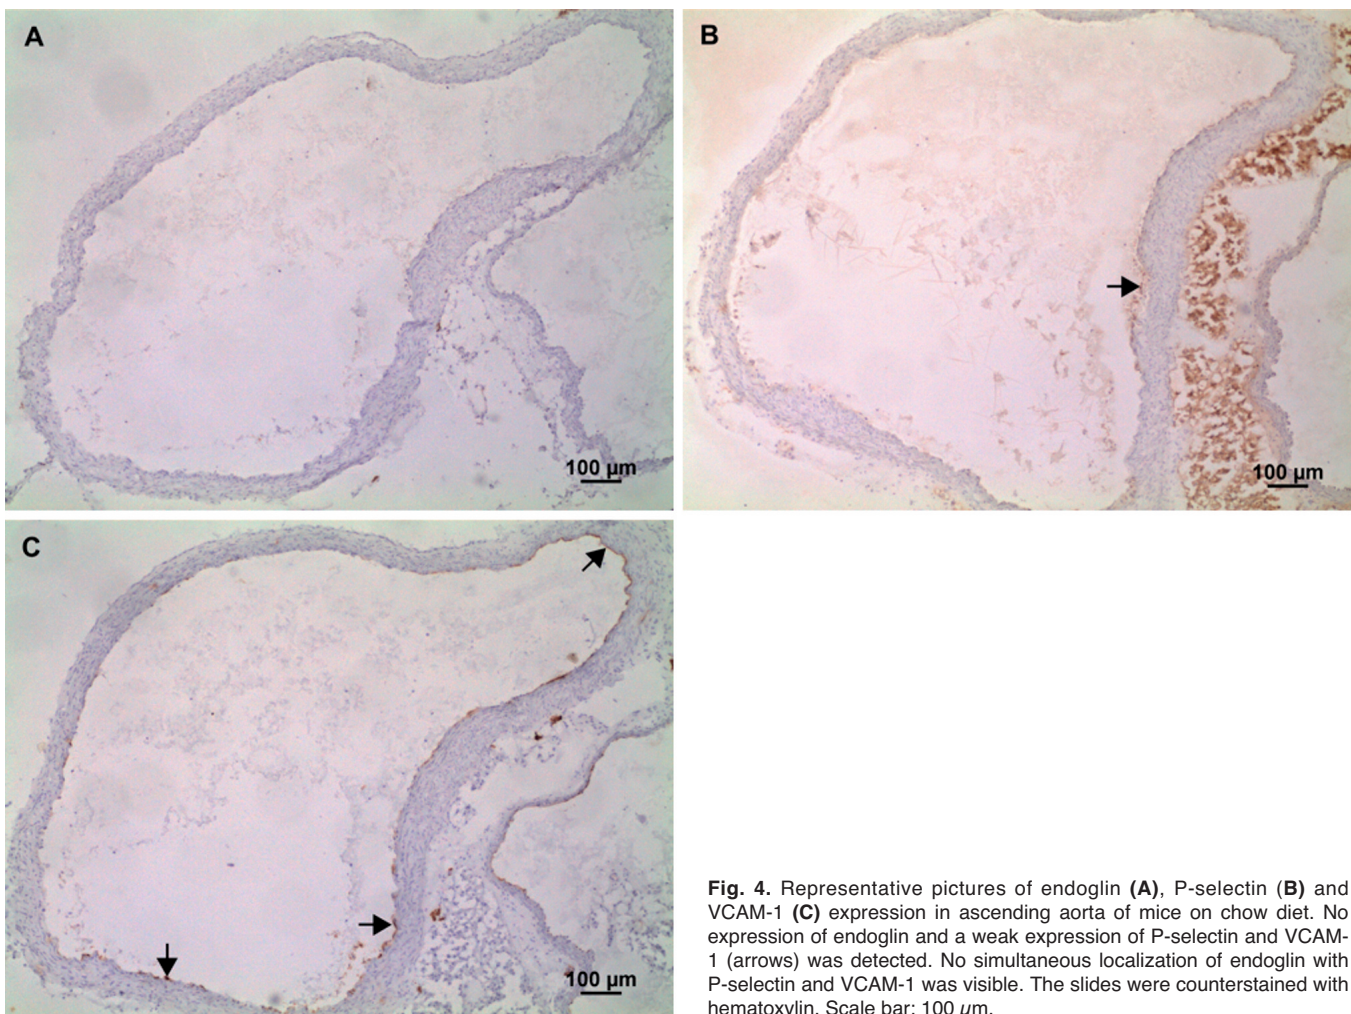 A
B
100 µm
100 µm
C
100 µm
Fig. 4. Representative pictures of endoglin (A), P-selectin (B) and
VCAM-1 (C) expression in ascending aorta of mice on chow diet. No
expression of endoglin and a weak expression of P-selectin and VCAM-
1 (arrows) was detected. No simultaneous localization of endoglin with
P-selectin and VCAM-1 was visible. The slides were counterstained with
hematoxylin. Scale bar: 100 µm.